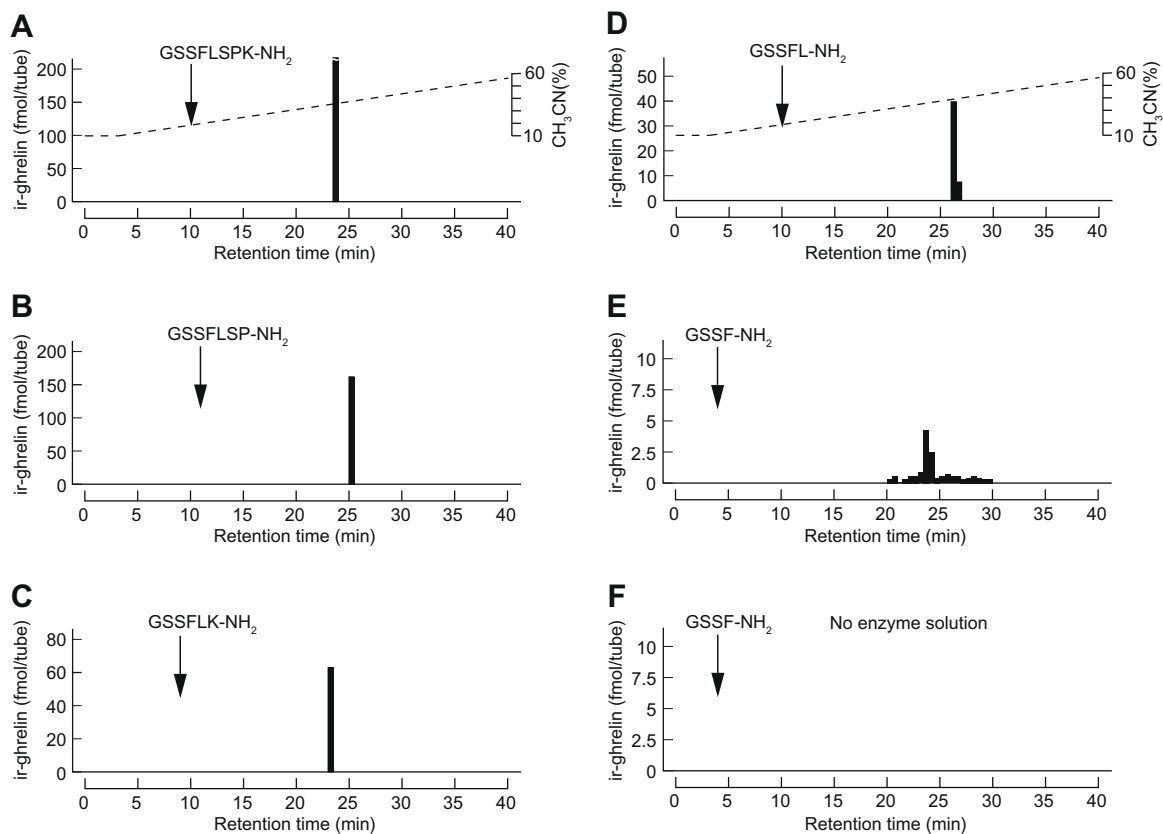 A
GSSFLSPK-NH2
ir-ghrelin (fmol/tube)
200
150
100
50
0
60
10
CH3CN(%)
0 5 10 15 20 25 30 35 40
Retention time (min)
B
GSSFLSP-NH2
ir-ghrelin (fmol/tube)
200
150
100
50
0
0 5 10 15 20 25 30 35 40
Retention time (min)
C
GSSFLK-NH2
ir-ghrelin (fmol/tube)
80
60
40
20
0
0 5 10 15 20 25 30 35 40
Retention time (min)
D
GSSFL-NH2
ir-ghrelin (fmol/tube)
50
40
30
20
10
0
60
10
CH3CN(%)
0 5 10 15 20 25 30 35 40
Retention time (min)
E
GSSF-NH2
ir-ghrelin (fmol/tube)
10
7.5
5
2.5
0
0 5 10 15 20 25 30 35 40
Retention time (min)
F
GSSF-NH2 No enzyme solution
ir-ghrelin (fmol/tube)
10
7.5
5
2.5
0
0 5 10 15 20 25 30 35 40
Retention time (min)